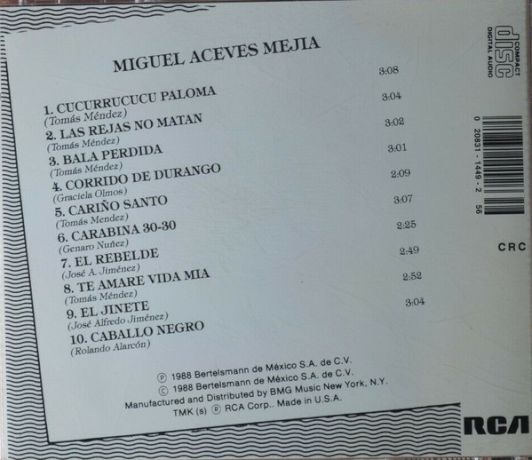 MIGUEL ACEVES MEJIA
1. CUCURRUCUCU PALOMA 3:08
(Tomás Méndez)
2. LAS REJAS NO MATAN 3:04
(Tomás Méndez)
3. BALA PERDIDA 3:02
(Tomás Méndez)
4. CORRIDO DE DURANGO 3:01
(Graciela Olmos)
5. CARIÑO SANTO 2:09
(Tomás Mendez)
6. CARABINA 30-30 3:07
(Genaro Nuñez)
7. EL REBELDE 2:25
(José A. Jiménez)
8. TE AMARE VIDA MIA 2:49
(Tomás Méndez)
9. EL JINETE 2:52
(José Alfredo Jiménez)
10. CABALLO NEGRO 3:04
(Rolando Alarcón)
Ⓟ 1988 Bertelsmann de México S.A. de C.V.
© 1988 Bertelsmann de México S.A. de C.V.
Manufactured and Distributed by BMG Music New York, N.Y.
TMK (s) Ⓟ RCA Corp.. Made in U.S.A.
COMPACT
disc
DIGITAL AUDIO
0 20831-1449-2 56
CRC
RCA